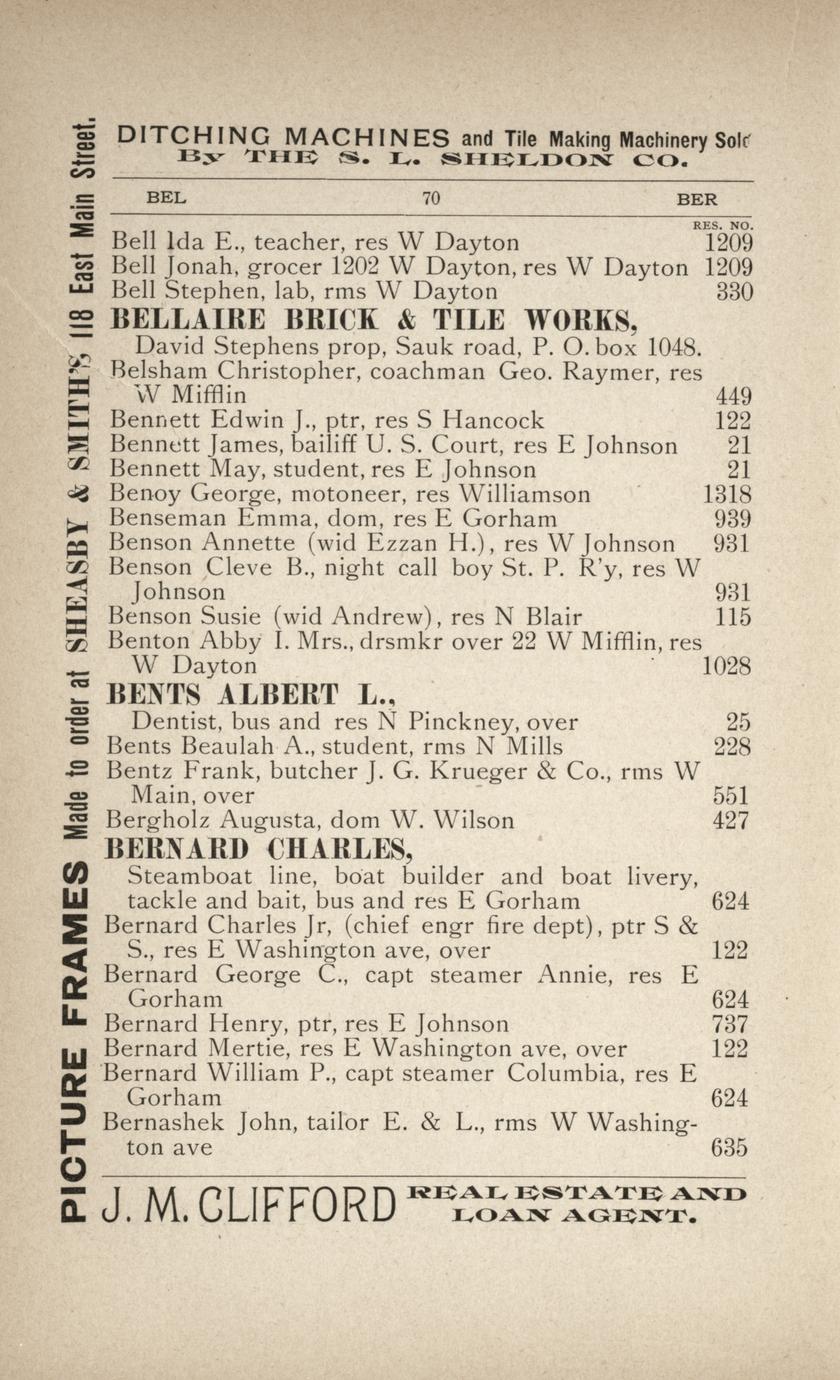 DITCHING MACHINES and Tile Making Machinery Sold
By THE S. L. SHELDON CO.
BEL 70 BER
RES. NO.
Bell Ida E., teacher, res W Dayton 1209
Bell Jonah, grocer 1202 W Dayton, res W Dayton 1209
Bell Stephen, lab, rms W Dayton 330
BELLAIRE BRICK & TILE WORKS,
David Stephens prop, Sauk road, P. O. box 1048.
Belsham Christopher, coachman Geo. Raymer, res
W Mifflin 449
Bennett Edwin J., ptr, res S Hancock 122
Bennett James, bailiff U. S. Court, res E Johnson 21
Bennett May, student, res E Johnson 21
Benoy George, motoneer, res Williamson 1318
Benseman Emma, dom, res E Gorham 939
Benson Annette (wid Ezzan H.), res W Johnson 931
Benson Cleve B., night call boy St. P. R'y, res W
Johnson 931
Benson Susie (wid Andrew), res N Blair 115
Benton Abby I. Mrs., drsmkr over 22 W Mifflin, res
W Dayton 1028
BENTS ALBERT L.,
Dentist, bus and res N Pinckney, over 25
Bents Beaulah A., student, rms N Mills 228
Bentz Frank, butcher J. G. Krueger & Co., rms W
Main, over 551
Bergholz Augusta, dom W. Wilson 427
BERNARD CHARLES,
Steamboat line, boat builder and boat livery,
tackle and bait, bus and res E Gorham 624
Bernard Charles Jr, (chief engr fire dept), ptr S &
S., res E Washington ave, over 122
Bernard George C., capt steamer Annie, res E
Gorham 624
Bernard Henry, ptr, res E Johnson 737
Bernard Mertie, res E Washington ave, over 122
Bernard William P., capt steamer Columbia, res E
Gorham 624
Bernashek John, tailor E. & L., rms W Washing-
ton ave 635
J. M. CLIFFORD REAL ESTATE AND
LOAN AGENT.
PICTURE FRAMES Made to order at SHEASBY & SMITH'S, 118 East Main Street.